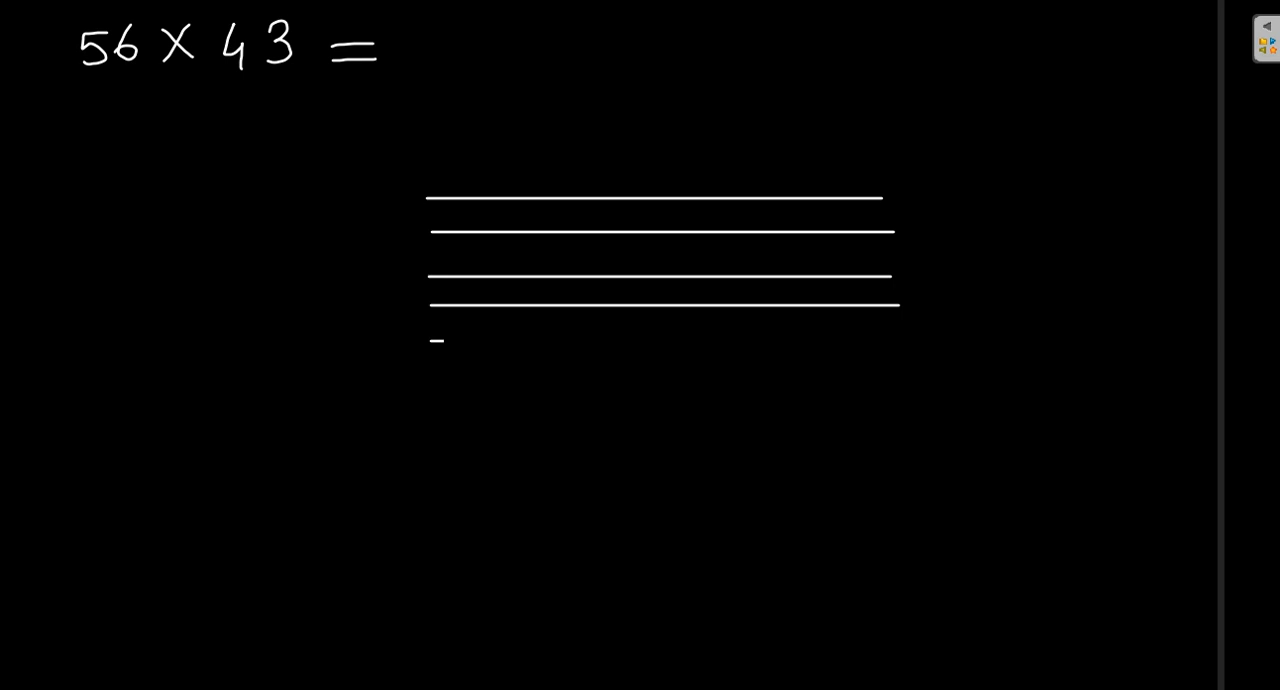 56 × 43 =